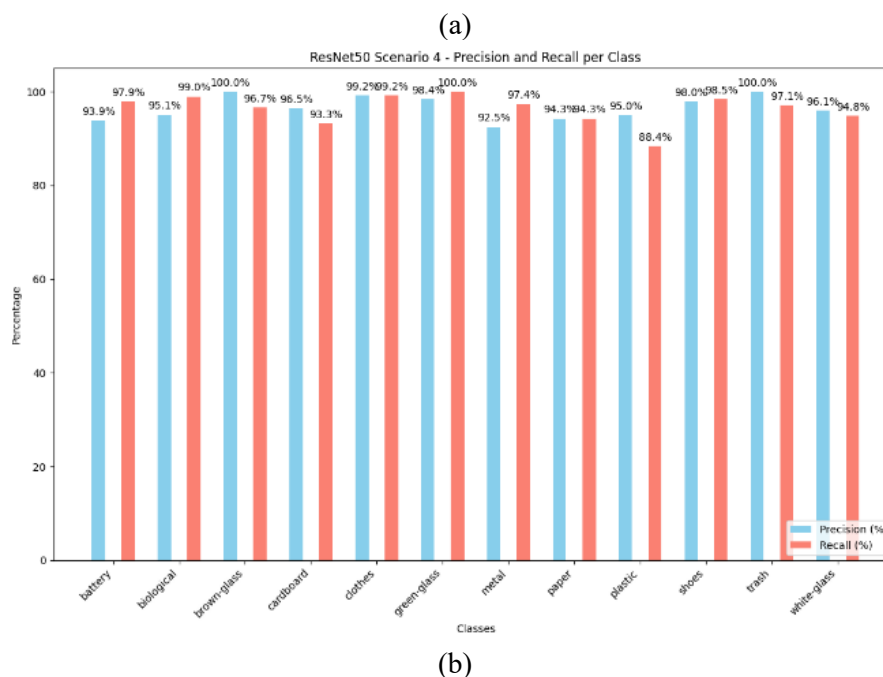 (a)
ResNet50 Scenario 4 - Precision and Recall per Class
93.9% 97.9% 95.1% 99.0% 100.0% 96.7% 96.5% 93.3% 99.2% 99.2% 98.4% 100.0% 92.5% 97.4% 94.3% 94.3% 95.0% 88.4% 98.0% 98.5% 100.0% 97.1% 96.1% 94.8%
100
80
60
40
20
0
Percentage
Precision (%
Recall (%)
battery biological brown-glass cardboard clothes green-glass metal paper plastic shoes trash white-glass
Classes
(b)